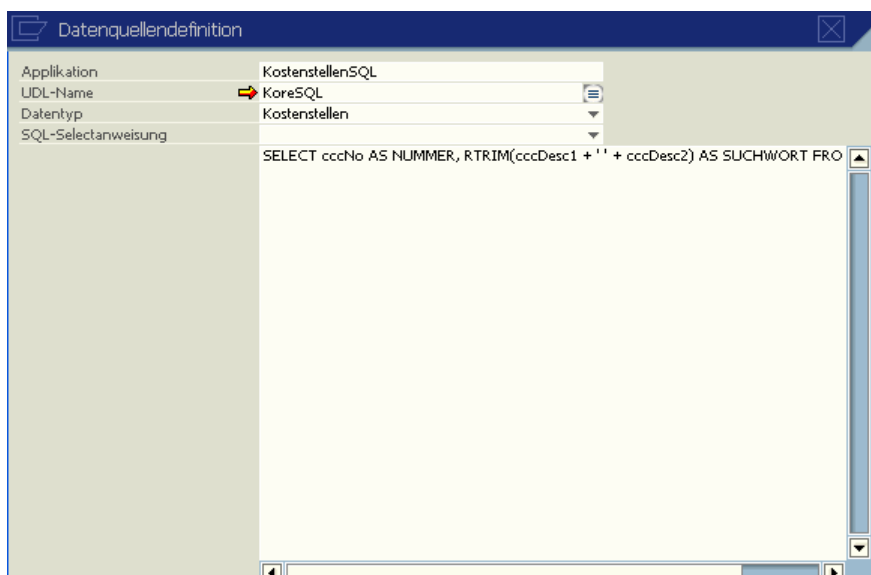 Datenquellendefinition
Applikation KostenstellenSQL
UDL-Name KoreSQL
Datentyp Kostenstellen
SQL-Selectanweisung
SELECT cccNo AS NUMMER, RTRIM(cccDesc1 + ' ' + cccDesc2) AS SUCHWORT FRO